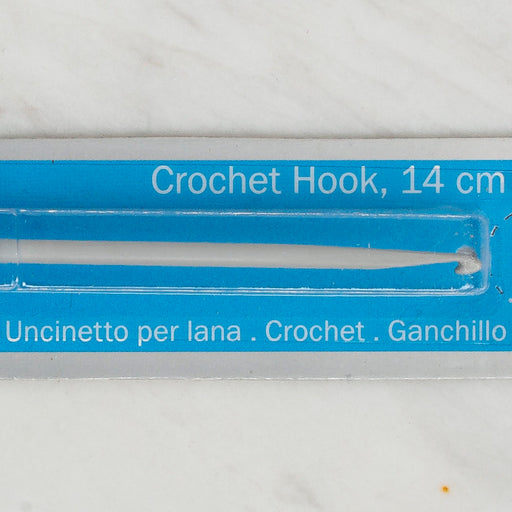 Crochet Hook, 14 cm
Uncinetto per lana . Crochet . Ganchillo